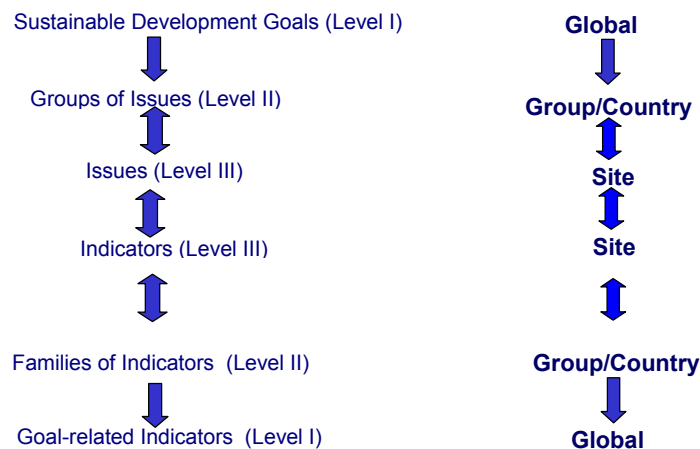 Sustainable Development Goals (Level I)
Global
Groups of Issues (Level II)
Group/Country
Issues (Level III)
Site
Indicators (Level III)
Site
Families of Indicators (Level II)
Group/Country
Goal-related Indicators (Level I)
Global